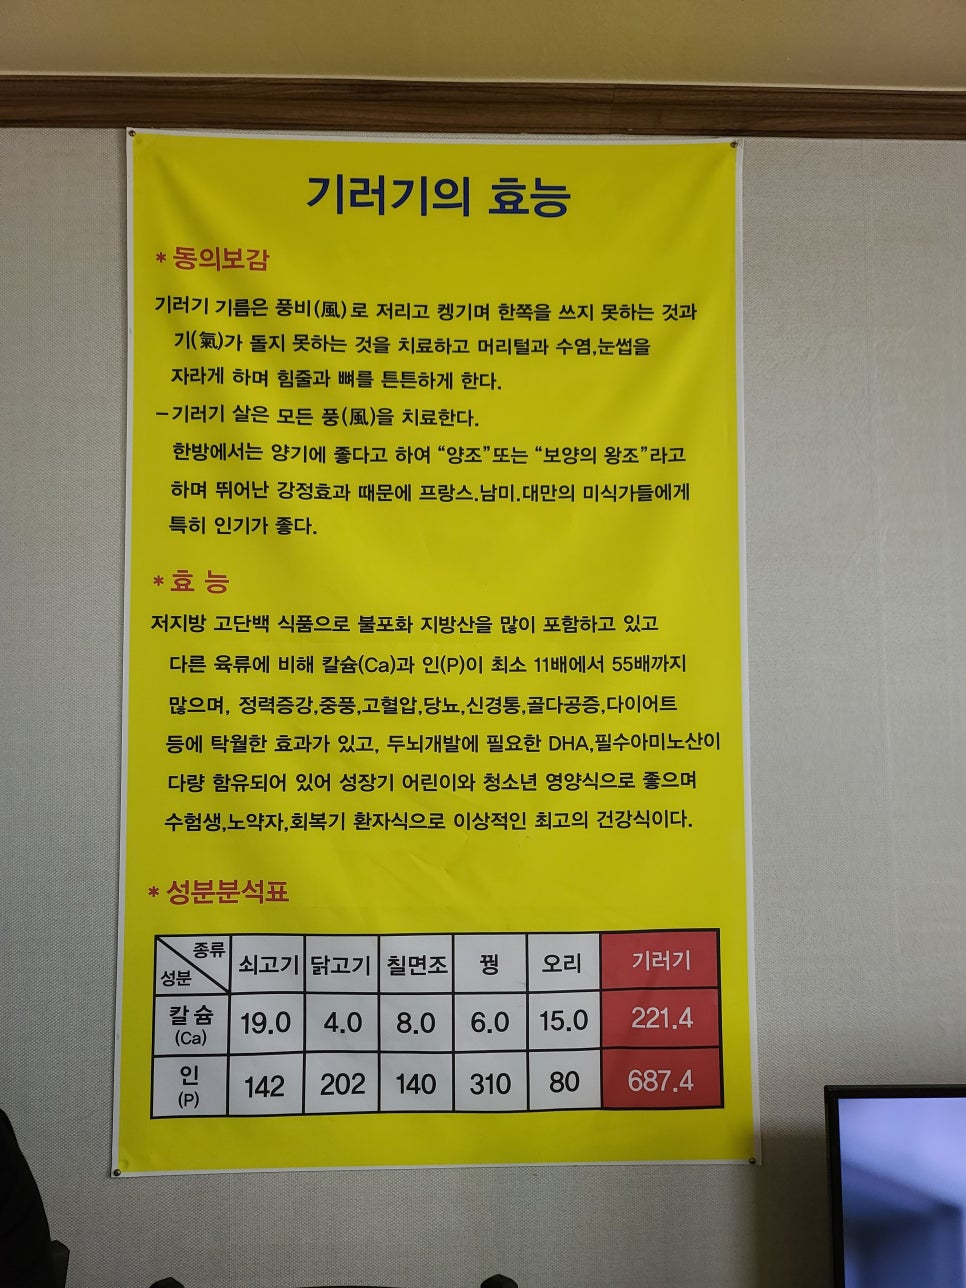 기러기의 효능
* 동의보감
기러기 기름은 풍비(風)로 저리고 켕기며 한쪽을 쓰지 못하는 것과
기(氣)가 돌지 못하는 것을 치료하고 머리털과 수염,눈썹을
자라게 하며 힘줄과 뼈를 튼튼하게 한다.
-기러기 살은 모든 풍(風)을 치료한다.
한방에서는 양기에 좋다고 하여 “양조”또는 “보양의 왕조”라고
하며 뛰어난 강정효과 때문에 프랑스.남미.대만의 미식가들에게
특히 인기가 좋다.
* 효 능
저지방 고단백 식품으로 불포화 지방산을 많이 포함하고 있고
다른 육류에 비해 칼슘(Ca)과 인(P)이 최소 11배에서 55배까지
많으며, 정력증강,중풍,고혈압,당뇨,신경통,골다공증,다이어트
등에 탁월한 효과가 있고, 두뇌개발에 필요한 DHA,필수아미노산이
다량 함유되어 있어 성장기 어린이와 청소년 영양식으로 좋으며
수험생,노약자,회복기 환자식으로 이상적인 최고의 건강식이다.
* 성분분석표
종류 성분 쇠고기 닭고기 칠면조 꿩 오리 기러기
칼슘 (Ca) 19.0 4.0 8.0 6.0 15.0 221.4
인 (P) 142 202 140 310 80 687.4